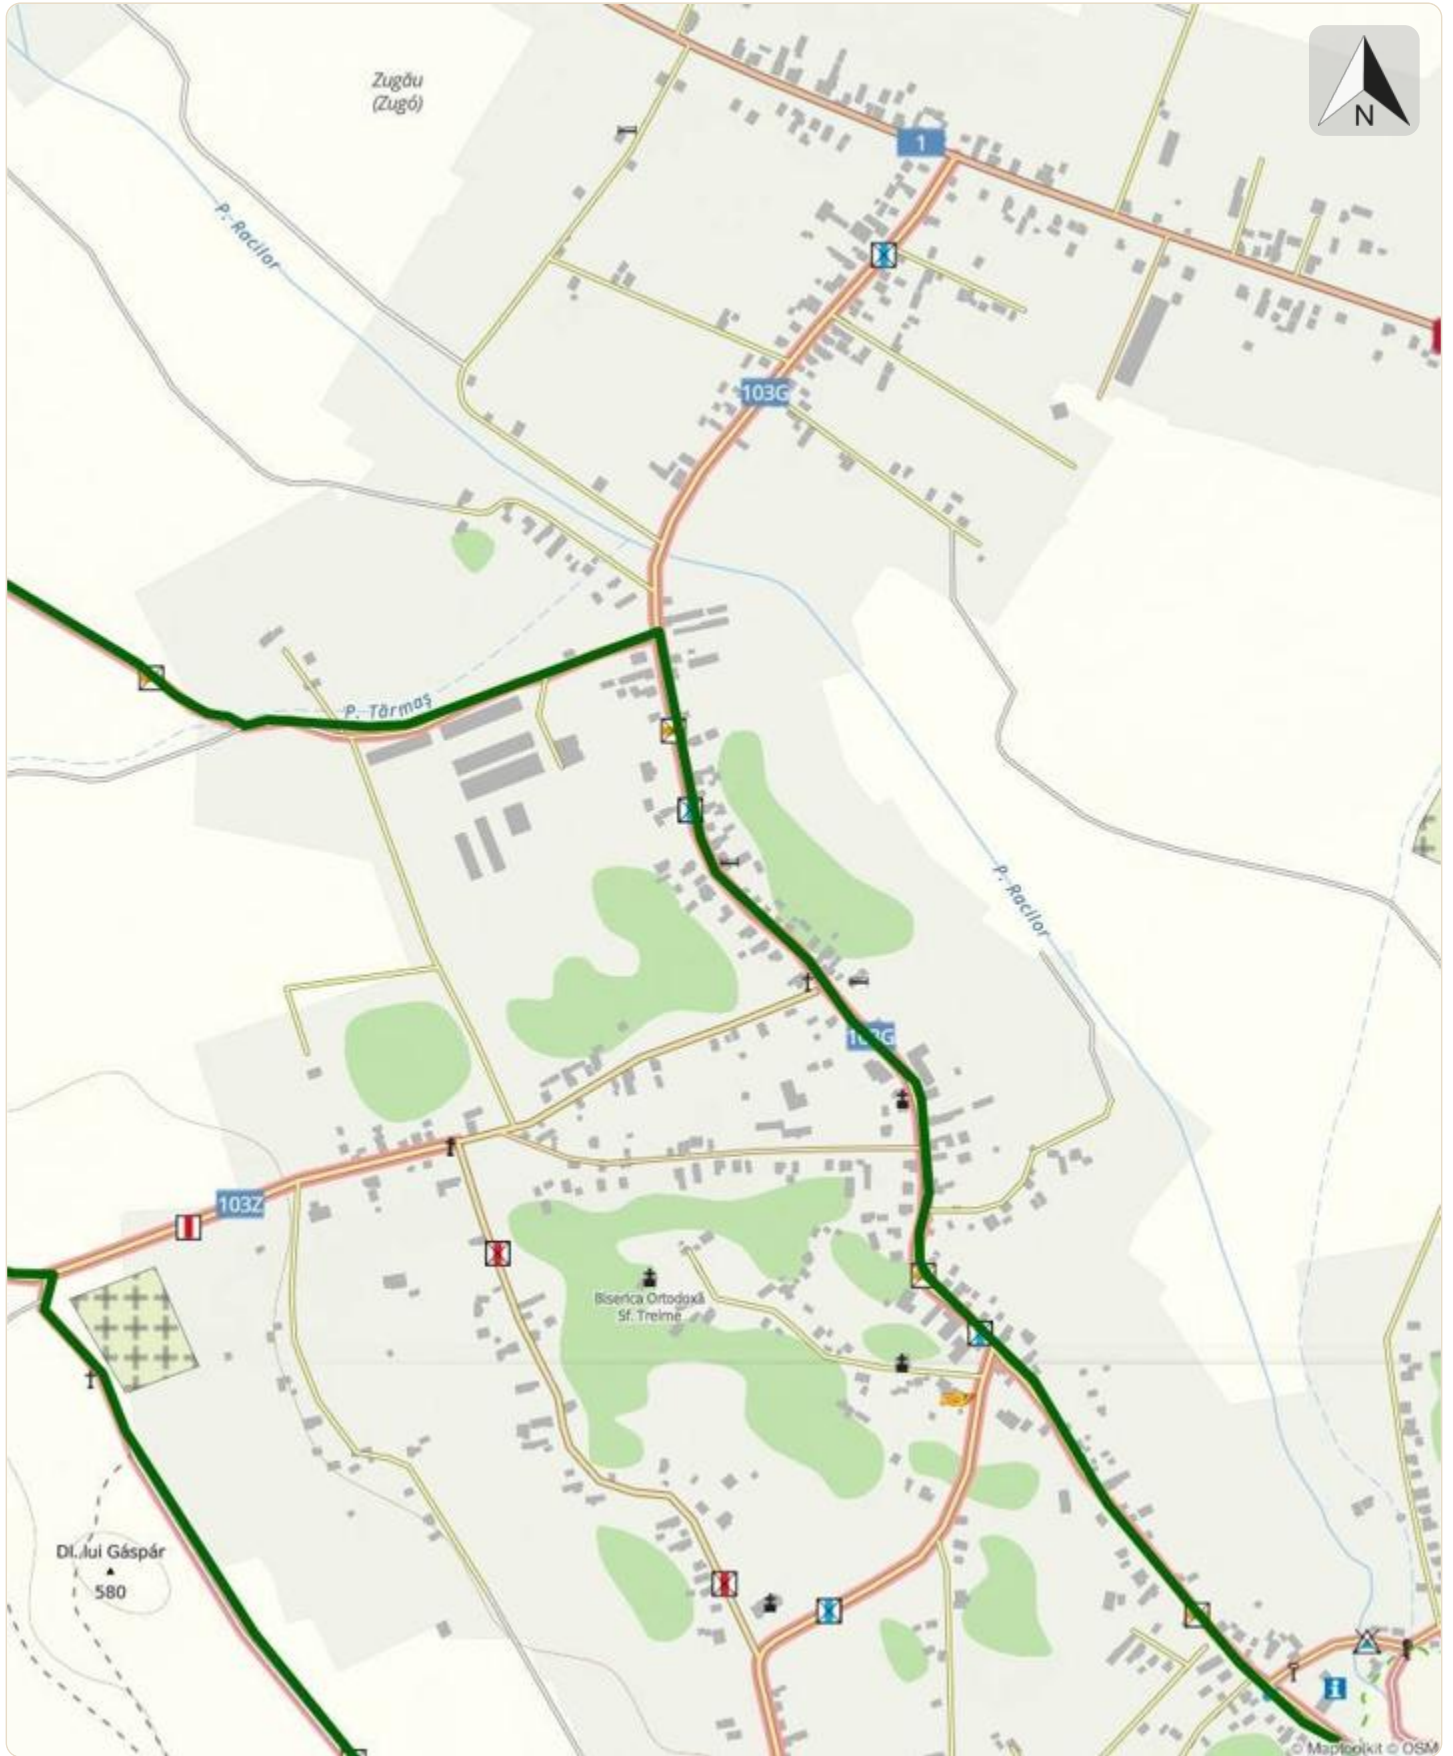 Zugău
(Zugó)
N
1
P. Racilor
103G
P. Tărmaș
P. Racilor
103G
103Z
Biserica Ortodoxă
Sf. Treime
Dl. lui Gáspár
580
i
© Maptoolkit © OSM